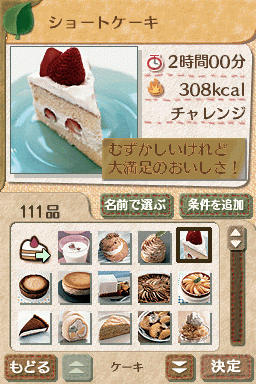 ショートケーキ
2時間00分
308kcal
チャレンジ
むずかしいけれど
大満足のおいしさ！
111品
名前で選ぶ
条件を追加
もどる
ケーキ
決定